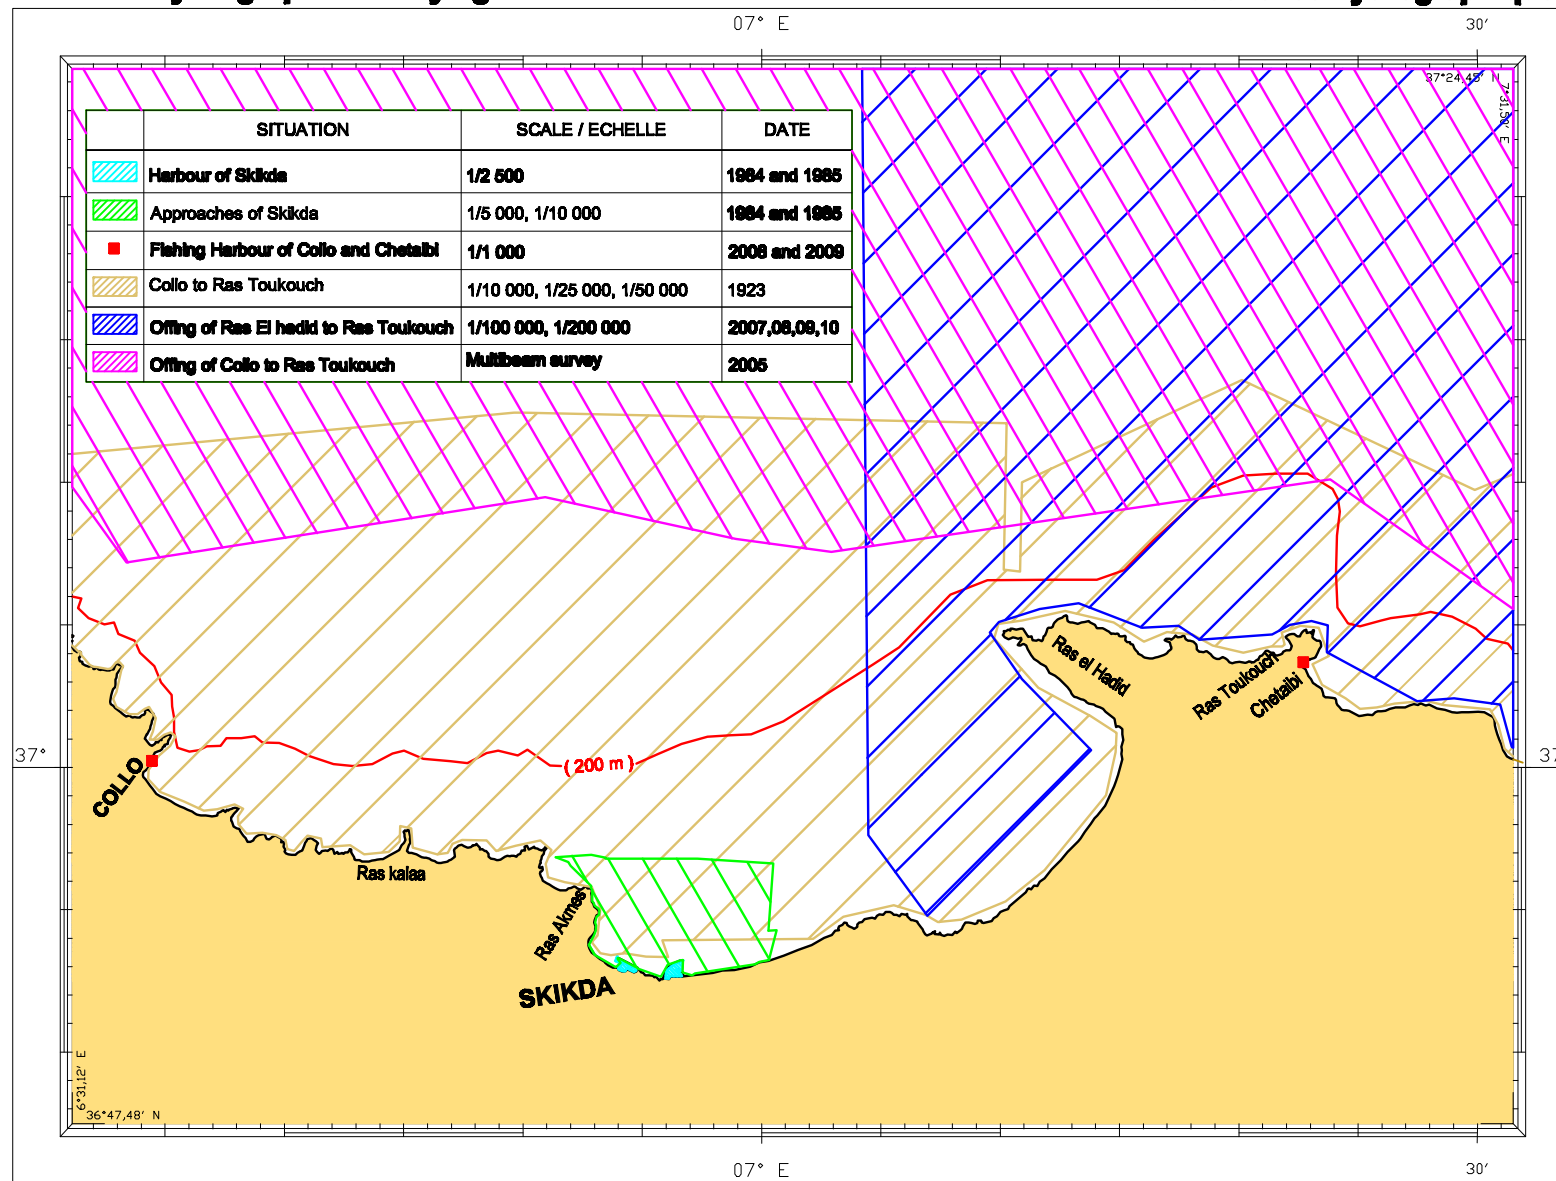 07° E
30'
37°24,45' N
7°31,50' E
SITUATION SCALE / ECHELLE DATE
Harbour of Skikda 1/2 500 1984 and 1985
Approaches of Skikda 1/5 000, 1/10 000 1984 and 1985
Fishing Harbour of Collo and Chetaibi 1/1 000 2008 and 2009
Collo to Ras Toukouch 1/10 000, 1/25 000, 1/50 000 1923
Offing of Ras El hadid to Ras Toukouch 1/100 000, 1/200 000 2007,08,09,10
Offing of Collo to Ras Toukouch Multibeam survey 2005
Ras el Hadid
Ras Toukouch
Chetaibi
37°
37
( 200 m )
COLLO
Ras kalaa
Ras Akmes
SKIKDA
6°31,12' E
36°47,48' N
07° E
30'